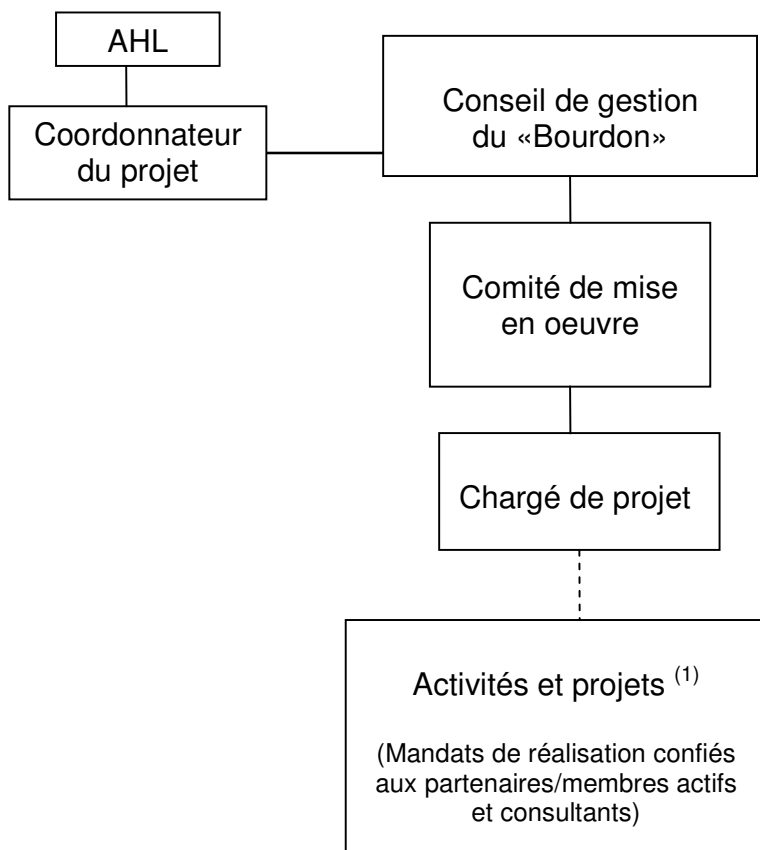 AHL
Coordonnateur
du projet
Conseil de gestion
du «Bourdon»
Comité de mise
en oeuvre
Chargé de projet
Activités et projets (1)
(Mandats de réalisation confiés
aux partenaires/membres actifs
et consultants)